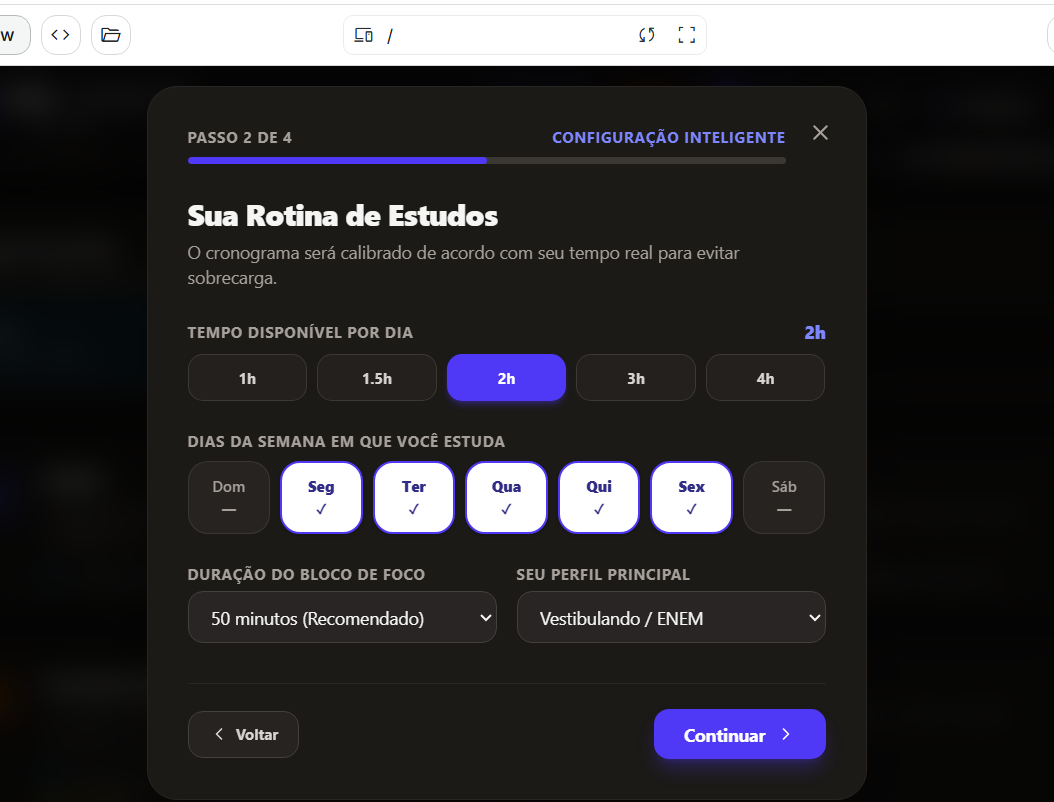 w
/
PASSO 2 DE 4
CONFIGURAÇÃO INTELIGENTE
Sua Rotina de Estudos
O cronograma será calibrado de acordo com seu tempo real para evitar
sobrecarga.
TEMPO DISPONÍVEL POR DIA
2h
1h
1.5h
2h
3h
4h
DIAS DA SEMANA EM QUE VOCÊ ESTUDA
Dom
Seg
Ter
Qua
Qui
Sex
Sáb
— ✓ ✓ ✓ ✓ ✓ —
DURAÇÃO DO BLOCO DE FOCO
SEU PERFIL PRINCIPAL
50 minutos (Recomendado)
Vestibulando / ENEM
Voltar
Continuar